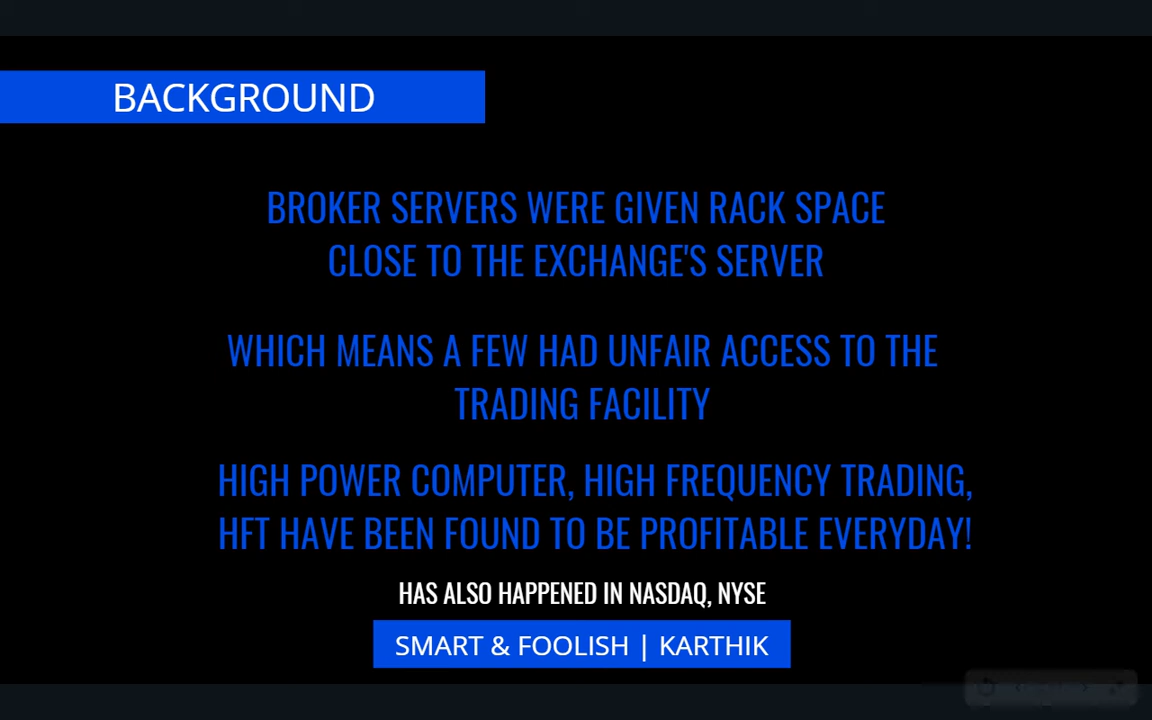 BACKGROUND
BROKER SERVERS WERE GIVEN RACK SPACE
CLOSE TO THE EXCHANGE'S SERVER
WHICH MEANS A FEW HAD UNFAIR ACCESS TO THE
TRADING FACILITY
HIGH POWER COMPUTER, HIGH FREQUENCY TRADING,
HFT HAVE BEEN FOUND TO BE PROFITABLE EVERYDAY!
HAS ALSO HAPPENED IN NASDAQ, NYSE
SMART & FOOLISH | KARTHIK